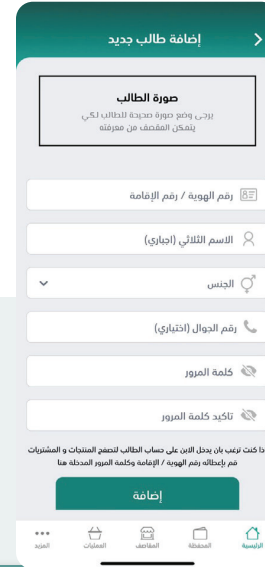 إضافة طالب جديد
صورة الطالب
يرجى وضع صورة صحيحة للطالب لكي
يتمكن المقصف من معرفته
رقم الهوية / رقم الإقامة
الاسم الثلاثي (اجباري)
الجنس
رقم الجوال (اختياري)
كلمة المرور
تاكيد كلمة المرور
ذا كنت ترغب بان يدخل الابن على حساب الطالب لتصفح المنتجات و المشتريات
قم بإعطائه رقم الهوية / الإقامة وكلمة المرور المدخلة هنا
إضافة
الرئيسية المحفظة المقاصف العمليات المزيد